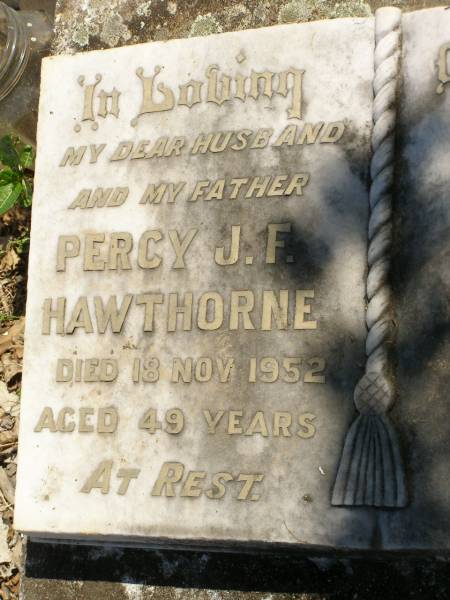 In Loving
MY DEAR HUSBAND
AND MY FATHER
PERCY J. F.
HAWTHORNE
DIED 18 NOV 1952
AGED 49 YEARS
AT REST.